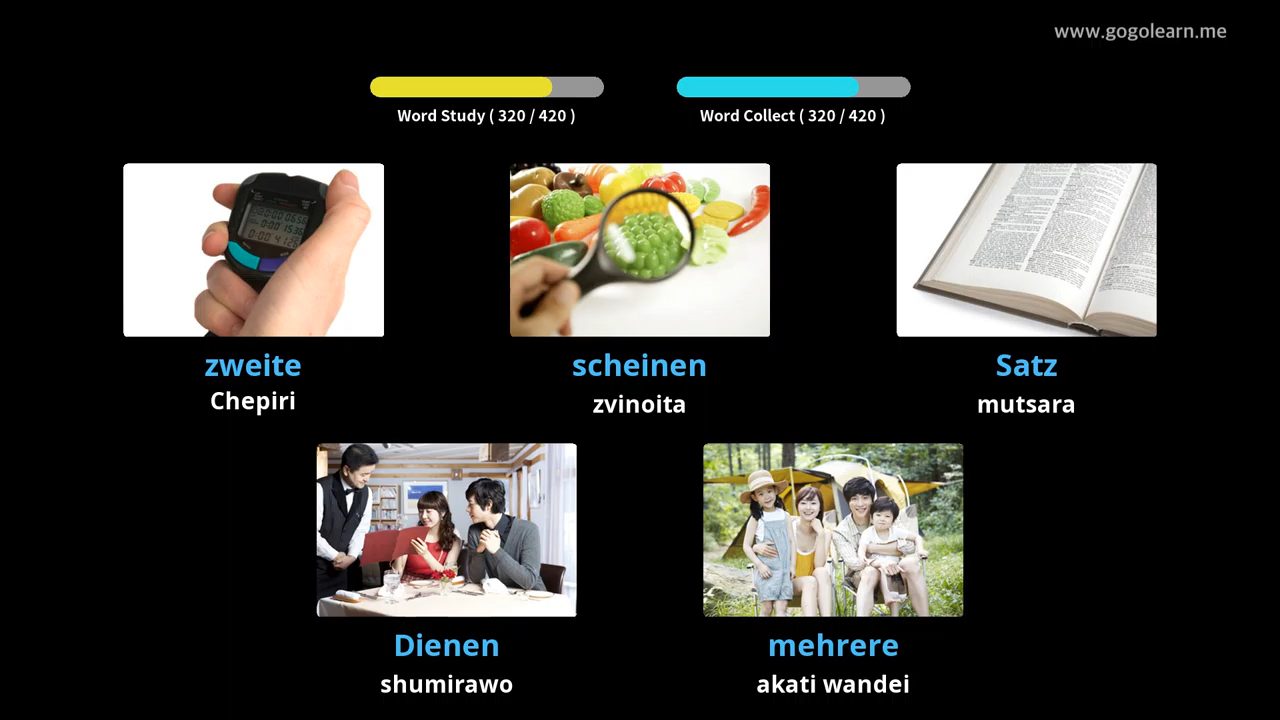 www.gogolearn.me
Word Study ( 320 / 420 )
Word Collect ( 320 / 420 )
zweite
Chepiri
scheinen
zvinoita
Satz
mutsara
Dienen
shumirawo
mehrere
akati wandei